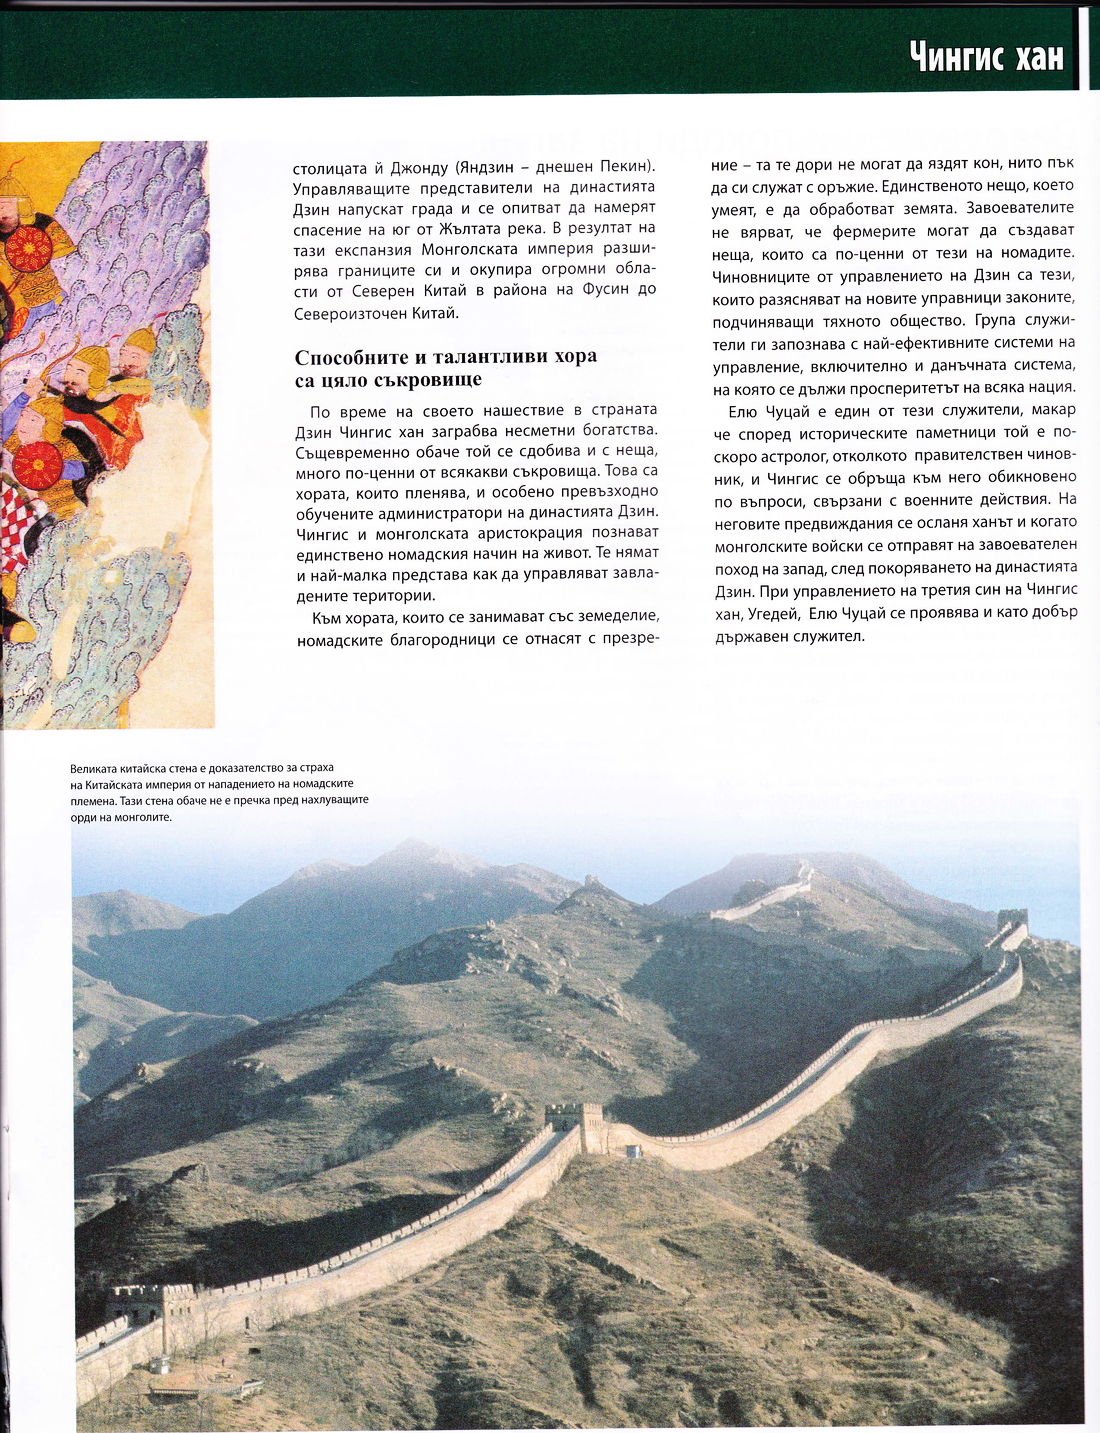 Чингис хан
столицата ѝ Джонду (Яндзин – днешен Пекин).
Управляващите представители на династията
Дзин напускат града и се опитват да намерят
спасение на юг от Жълтата река. В резултат на
тази експанзия Монголската империя разши-
рява границите си и окупира огромни обла-
сти от Северен Китай в района на Фусин до
Североизточен Китай.
Способните и талантливи хора
са цяло съкровище
По време на своето нашествие в страната
Дзин Чингис хан заграбва несметни богатства.
Същевременно обаче той се сдобива и с неща,
много по-ценни от всякакви съкровища. Това са
хората, които пленява, и особено превъзходно
обучените администратори на династията Дзин.
Чингис и монголската аристокрация познават
единствено номадския начин на живот. Те нямат
и най-малка представа как да управляват завла-
дените територии.
Към хората, които се занимават със земеделие,
номадските благородници се отнасят с презре-
ние – та те дори не могат да яздят кон, нито пък
да си служат с оръжие. Единственото нещо, което
умеят, е да обработват земята. Завоевателите
не вярват, че фермерите могат да създават
неща, които са по-ценни от тези на номадите.
Чиновниците от управлението на Дзин са тези,
които разясняват на новите управници законите,
подчиняващи тяхното общество. Група служи-
тели ги запознава с най-ефективните системи на
управление, включително и данъчната система,
на която се дължи просперитетът на всяка нация.
Елю Чуцай е един от тези служители, макар
че според историческите паметници той е по-
скоро астролог, отколкото правителствен чинов-
ник, и Чингис се обръща към него обикновено
по въпроси, свързани с военните действия. На
неговите предвиждания се осланя ханът и когато
монголските войски се отправят на завоевателен
поход на запад, след покоряването на династията
Дзин. При управлението на третия син на Чингис
хан, Угедей, Елю Чуцай се проявява и като добър
държавен служител.
Великата китайска стена е доказателство за страха
на Китайската империя от нападението на номадските
племена. Тази стена обаче не е пречка пред нахлуващите
орди на монголите.